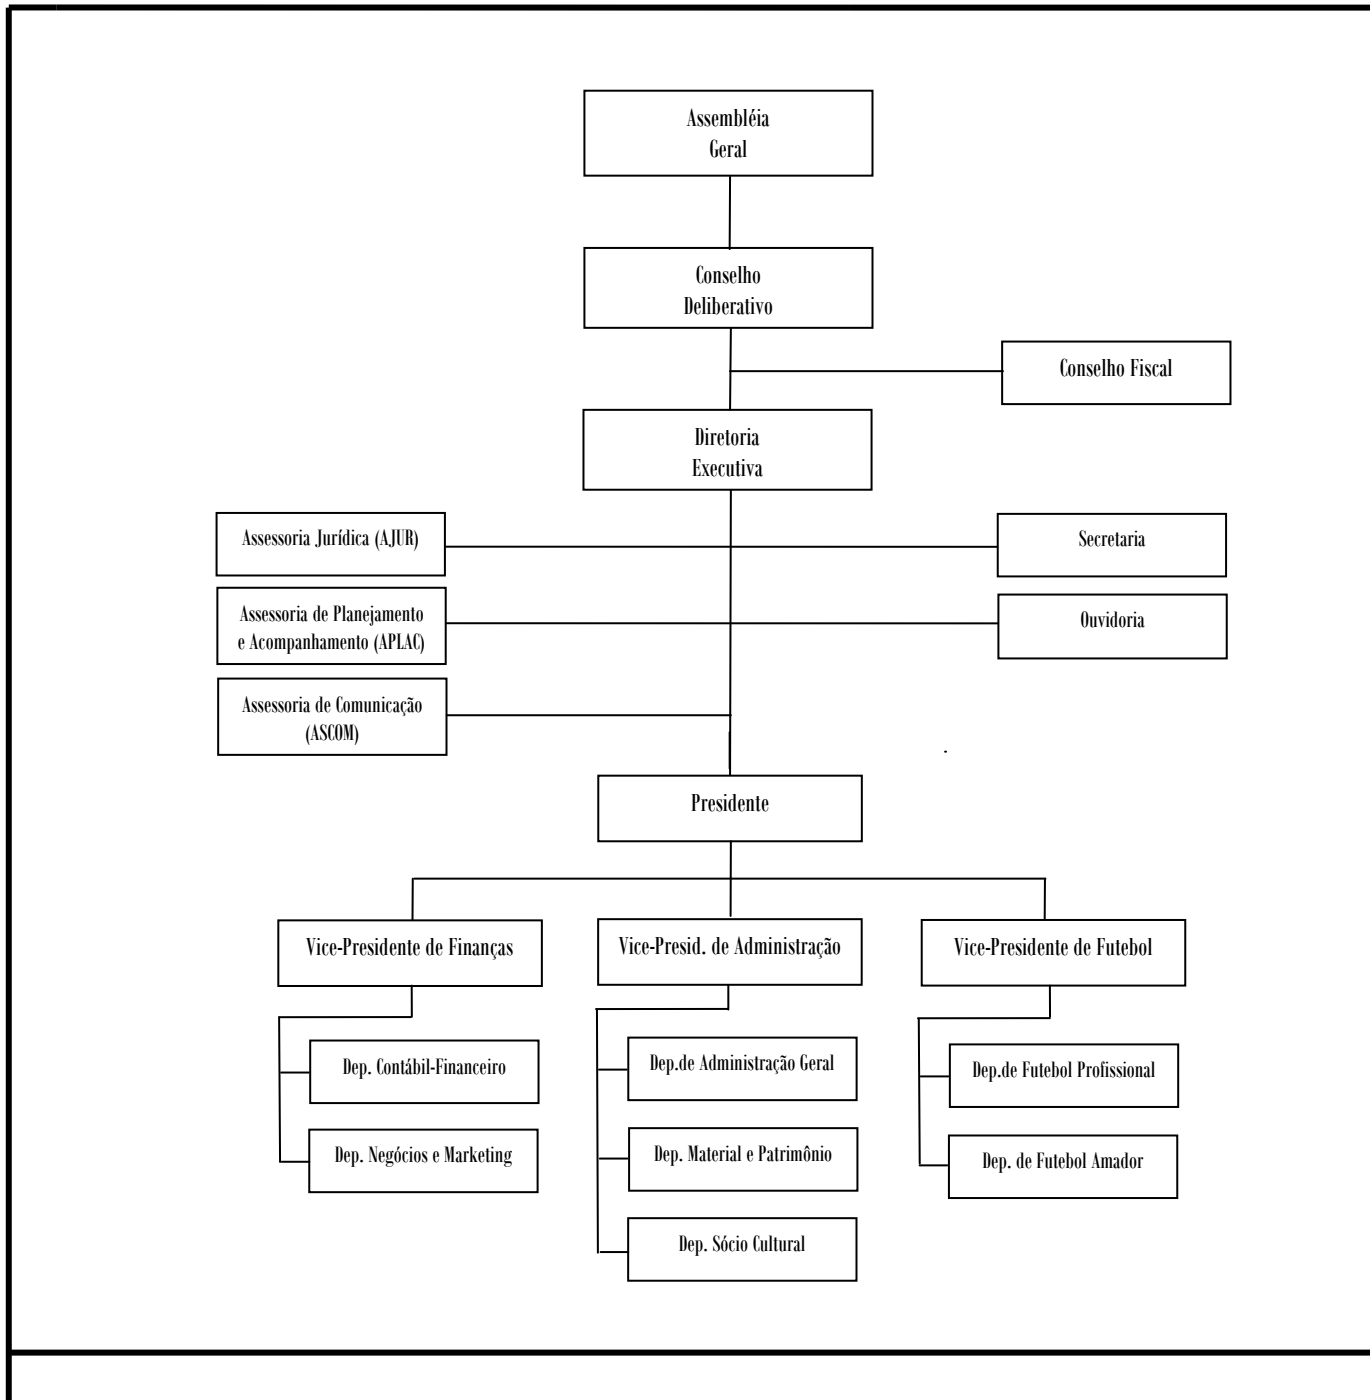 Assembléia
Geral
Conselho
Deliberativo
Conselho Fiscal
Diretoria
Executiva
Assessoria Jurídica (AJUR)
Secretaria
Assessoria de Planejamento
e Acompanhamento (APLAC)
Ouvidoria
Assessoria de Comunicação
(ASCOM)
Presidente
Vice-Presidente de Finanças
Vice-Presid. de Administração
Vice-Presidente de Futebol
Dep. Contábil-Financeiro
Dep.de Administração Geral
Dep.de Futebol Profissional
Dep. Negócios e Marketing
Dep. Material e Patrimônio
Dep. de Futebol Amador
Dep. Sócio Cultural